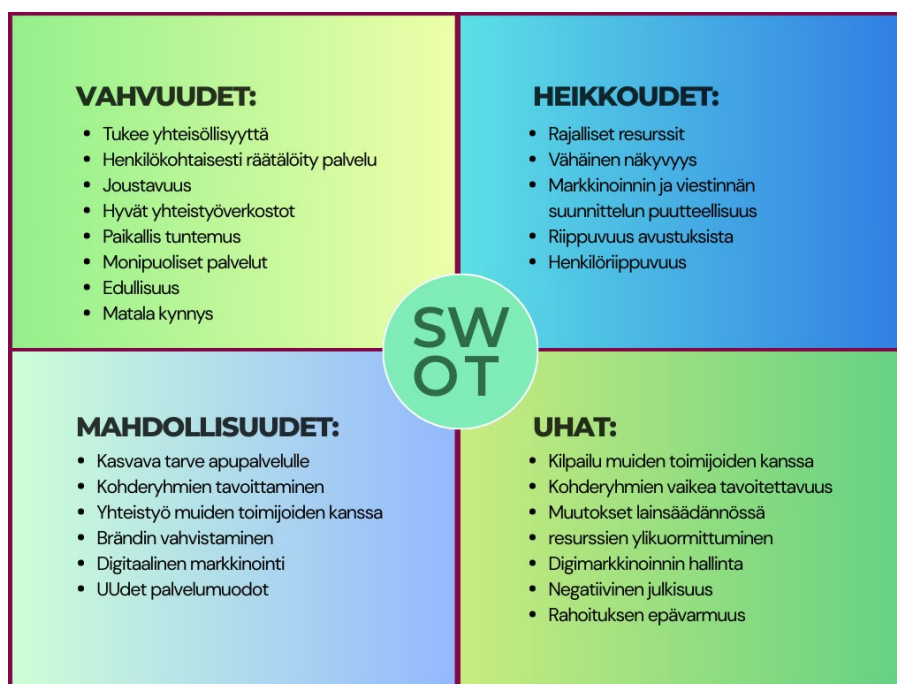 VAHVUUDET:
• Tukee yhteisöllisyyttä
• Henkilökohtaisesti räätälöity palvelu
• Joustavuus
• Hyvät yhteistyöverkostot
• Paikallis tuntemus
• Monipuoliset palvelut
• Edullisuus
• Matala kynnys
HEIKKOUDET:
• Rajalliset resurssit
• Vähäinen näkyvyys
• Markkinoinnin ja viestinnän
suunnittelun puutteellisuus
• Riippuvuus avustuksista
• Henkilöriippuvuus
SW
OT
MAHDOLLISUUDET:
• Kasvava tarve apupalvelulle
• Kohderyhmien tavoittaminen
• Yhteistyö muiden toimijoiden kanssa
• Brändin vahvistaminen
• Digitaalinen markkinointi
• UUdet palvelumuodot
UHAT:
• Kilpailu muiden toimijoiden kanssa
• Kohderyhmien vaikea tavoitettavuus
• Muutokset lainsäädännössä
• resurssien ylikuormittuminen
• Digimarkkinoinnin hallinta
• Negatiivinen julkisuus
• Rahoituksen epävarmuus